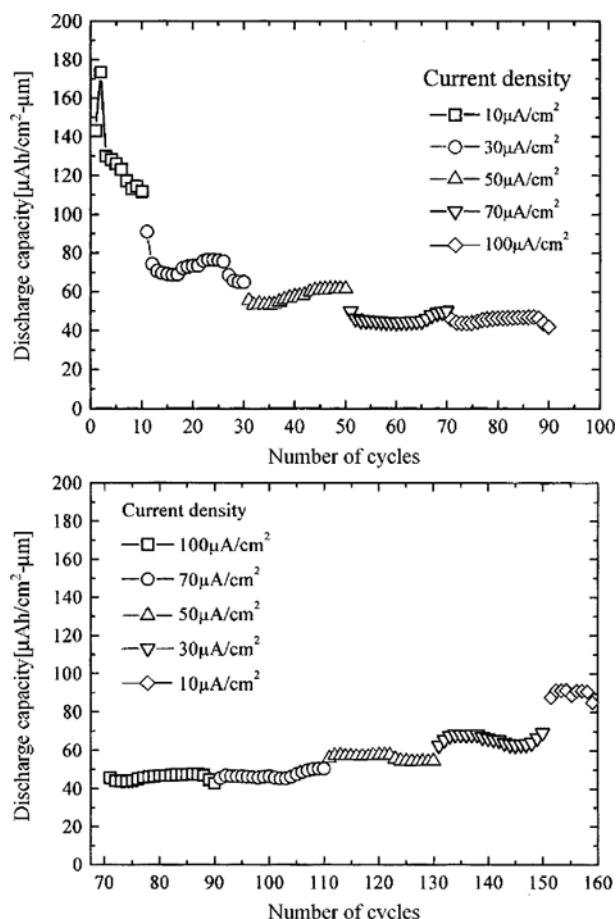 200
180
160
140
120
100
80
60
40
20
0
Discharge capacity[μAh/cm²-μm]
Current density
10μA/cm²
30μA/cm²
50μA/cm²
70μA/cm²
100μA/cm²
0 10 20 30 40 50 60 70 80 90 100
Number of cycles
200
180
160
140
120
100
80
60
40
20
0
Discharge capacity[μAh/cm²-μm]
Current density
100μA/cm²
70μA/cm²
50μA/cm²
30μA/cm²
10μA/cm²
70 80 90 100 110 120 130 140 150 160
Number of cycles